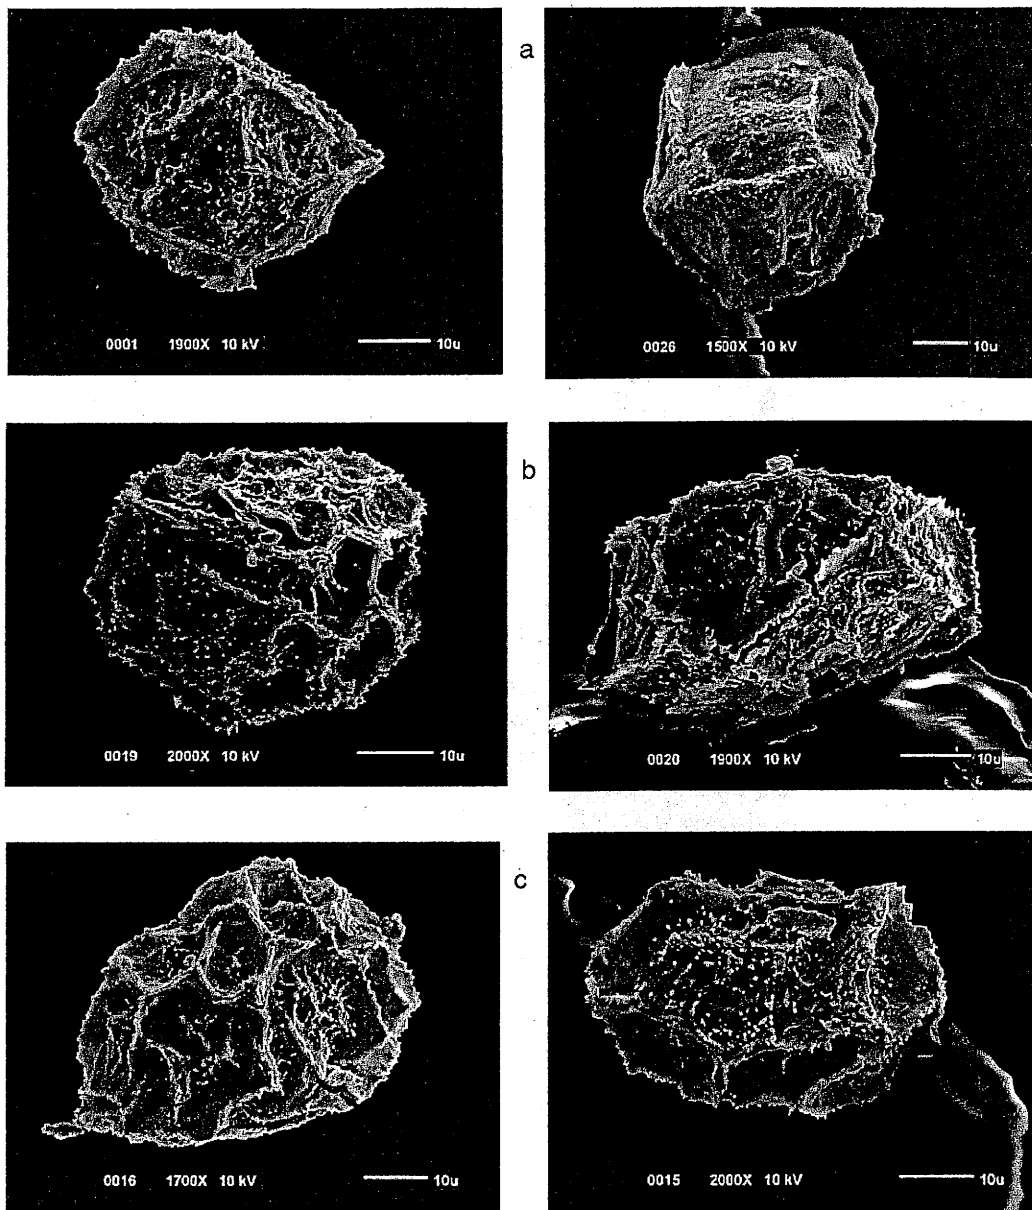 a
0001 1900X 10 kV 10u
0026 1500X 10 kV 10u
b
0019 2000X 10 kV 10u
0020 1900X 10 kV 10u
c
0016 1700X 10 kV 10u
0015 2000X 10 kV 10u